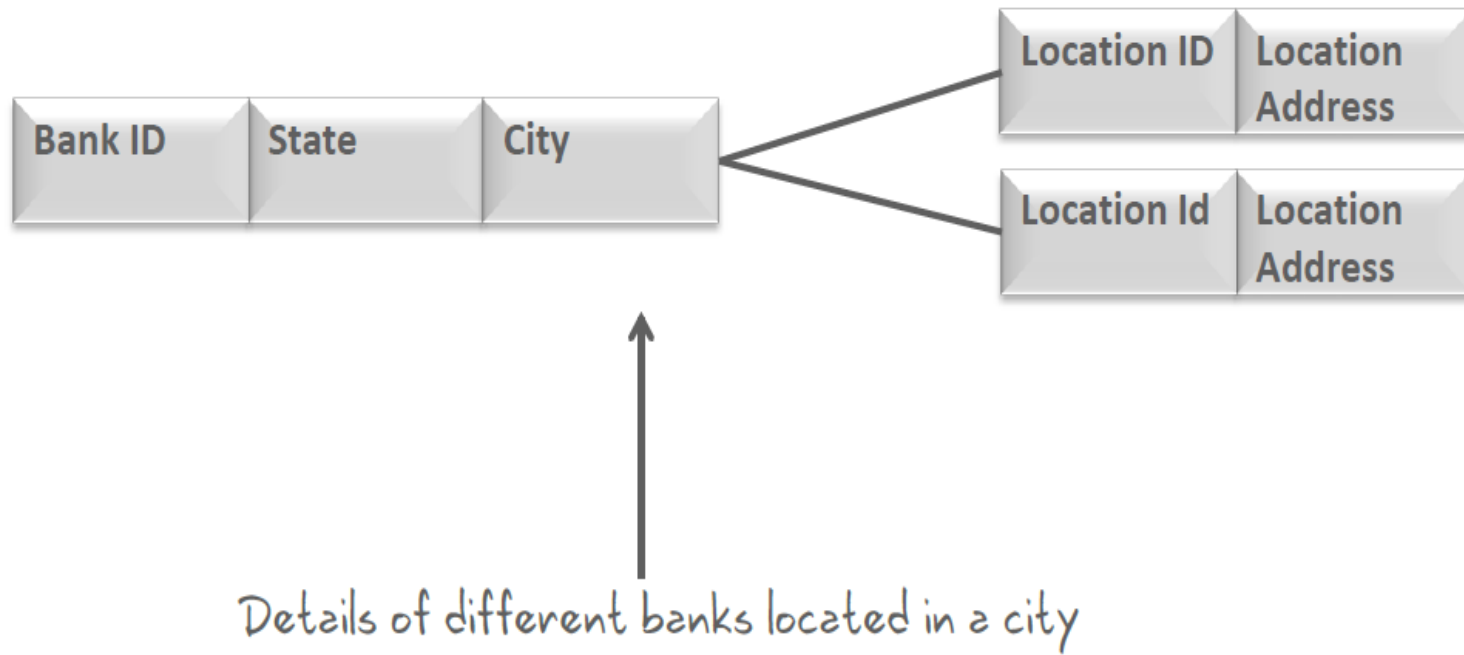 Location ID
Location
Address
Bank ID
State
City
Location Id
Location
Address
Details of different banks located in a city